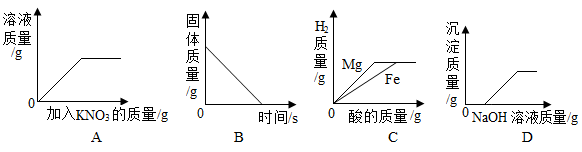 溶液
质量
/g
0
加入KNO₃的质量/g
A
固
体
质
量
/g
0
时间/s
B
H₂
质
量
/g
Mg
Fe
0
酸的质量/g
C
沉
淀
质
量
/g
0
NaOH 溶液质量/g
D